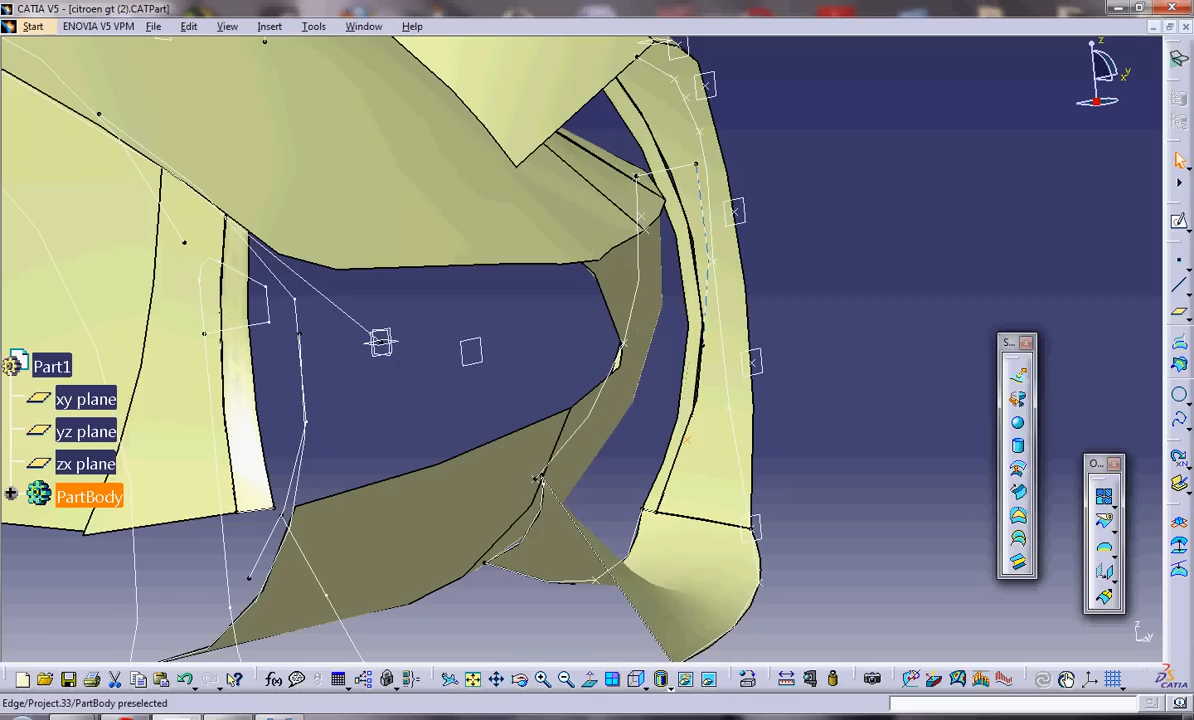 CATIA V5 - [citroen gt (2).CATPart]
Start ENOVIA V5 VPM File Edit View Insert Tools Window Help
z
y
x
Part1
xy plane
yz plane
zx plane
PartBody
S...
O...
z
y
f(x)
CATIA
Edge/Project.33/PartBody preselected